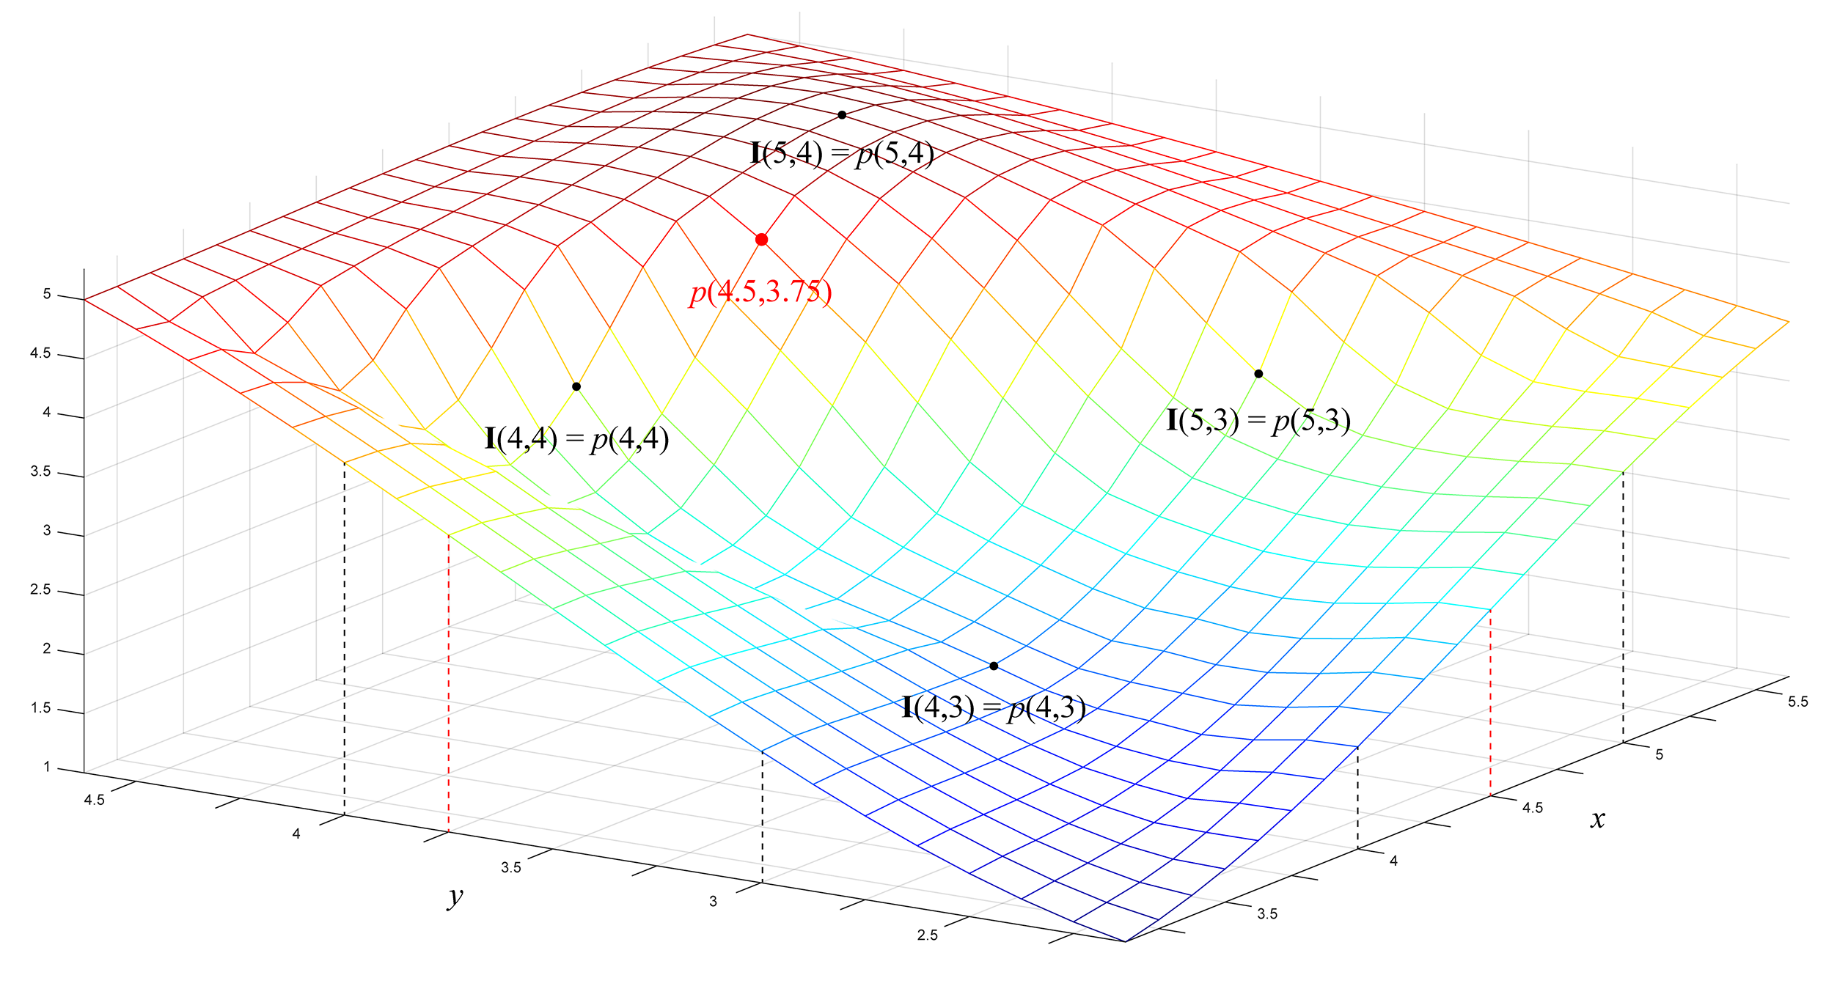 I(5,4) = p(5,4)
p(4.5,3.75)
I(4,4) = p(4,4)
I(5,3) = p(5,3)
I(4,3) = p(4,3)
5
4.5
4
3.5
3
2.5
2
1.5
1
4.5
4
3.5
3
2.5
y
3.5
4
4.5
5
5.5
x